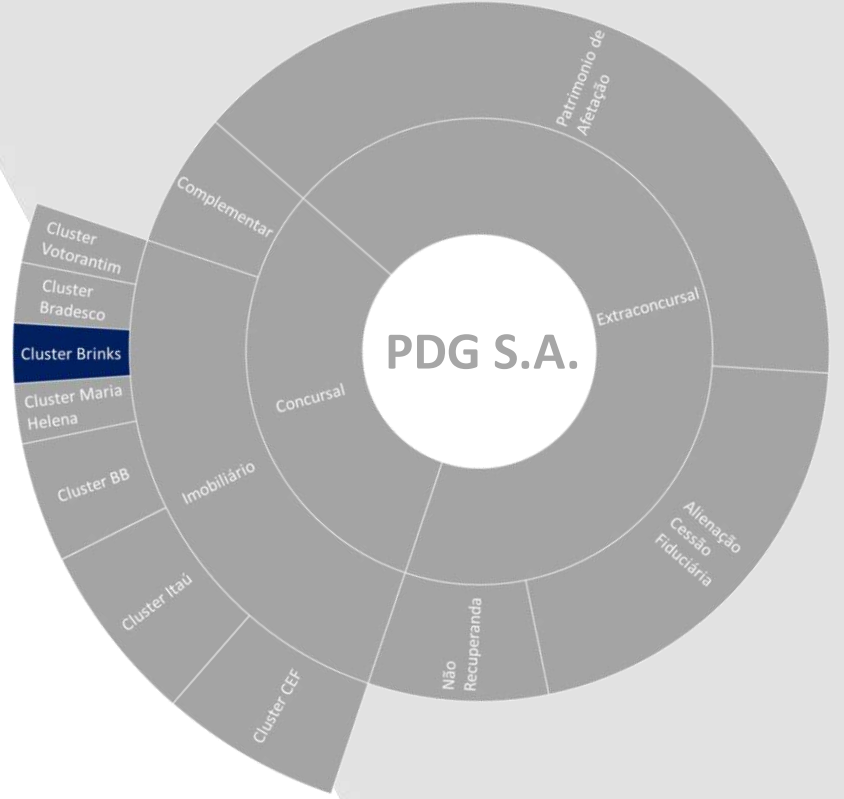 Patrimonio de
Afetação
Complementar
Cluster
Votorantim
Cluster
Bradesco
Extraconcursal
PDG S.A.
Cluster Brinks
Concursal
Cluster Maria
Helena
Imobiliário
Cluster BB
Alienação
Cessão
Fiduciária
Cluster Itaú
Não
Recuperanda
Cluster CEF